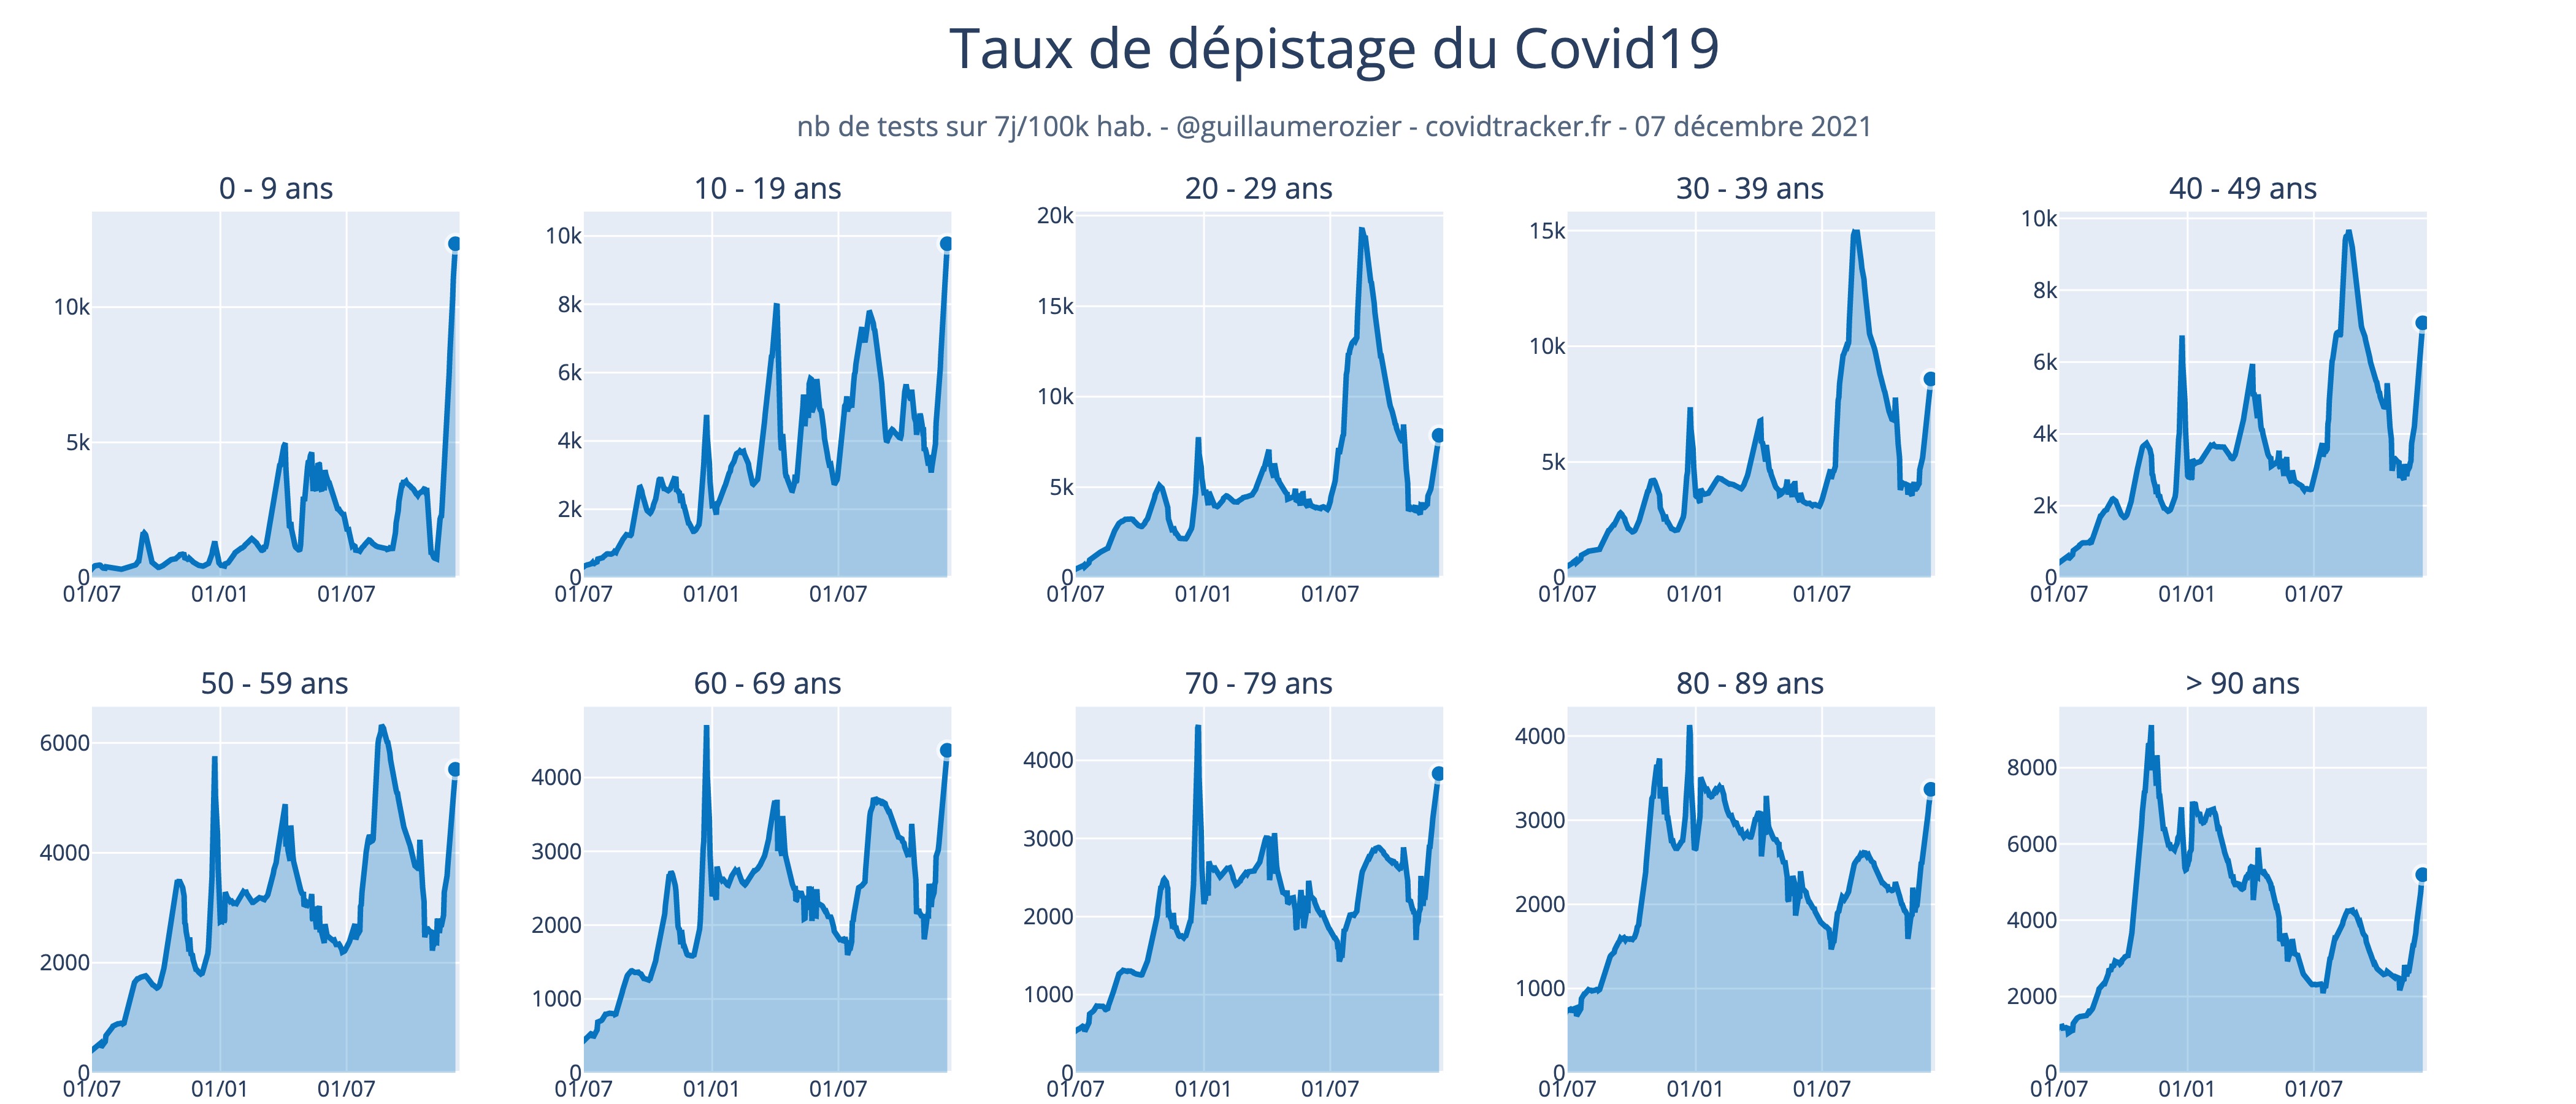 Taux de dépistage du Covid19
nb de tests sur 7j/100k hab. - @guillaumerozier - covidtracker.fr - 07 décembre 2021
0 - 9 ans
10k
5k
0
01/07 01/01 01/07
10 - 19 ans
10k
8k
6k
4k
2k
0
01/07 01/01 01/07
20 - 29 ans
20k
15k
10k
5k
0
01/07 01/01 01/07
30 - 39 ans
15k
10k
5k
0
01/07 01/01 01/07
40 - 49 ans
10k
8k
6k
4k
2k
0
01/07 01/01 01/07
50 - 59 ans
6000
4000
2000
0
01/07 01/01 01/07
60 - 69 ans
4000
3000
2000
1000
0
01/07 01/01 01/07
70 - 79 ans
4000
3000
2000
1000
0
01/07 01/01 01/07
80 - 89 ans
4000
3000
2000
1000
0
01/07 01/01 01/07
> 90 ans
8000
6000
4000
2000
0
01/07 01/01 01/07